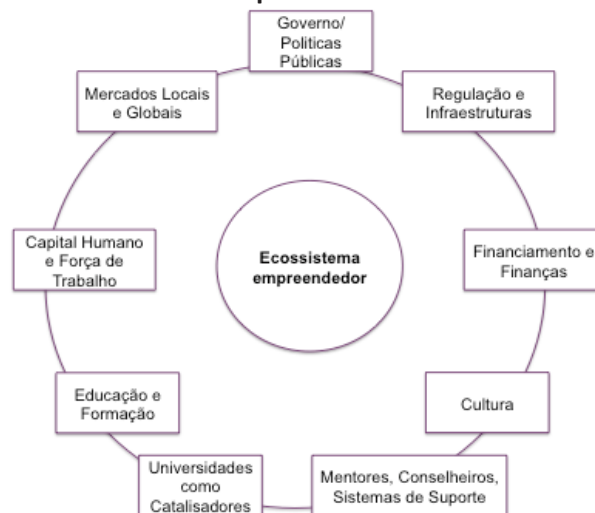 Governo/
Politicas
Públicas
Mercados Locais
e Globais
Regulação e
Infraestruturas
Capital Humano
e Força de
Trabalho
Ecossistema
empreendedor
Financiamento e
Finanças
Educação e
Formação
Cultura
Universidades
como
Catalisadores
Mentores, Conselheiros,
Sistemas de Suporte